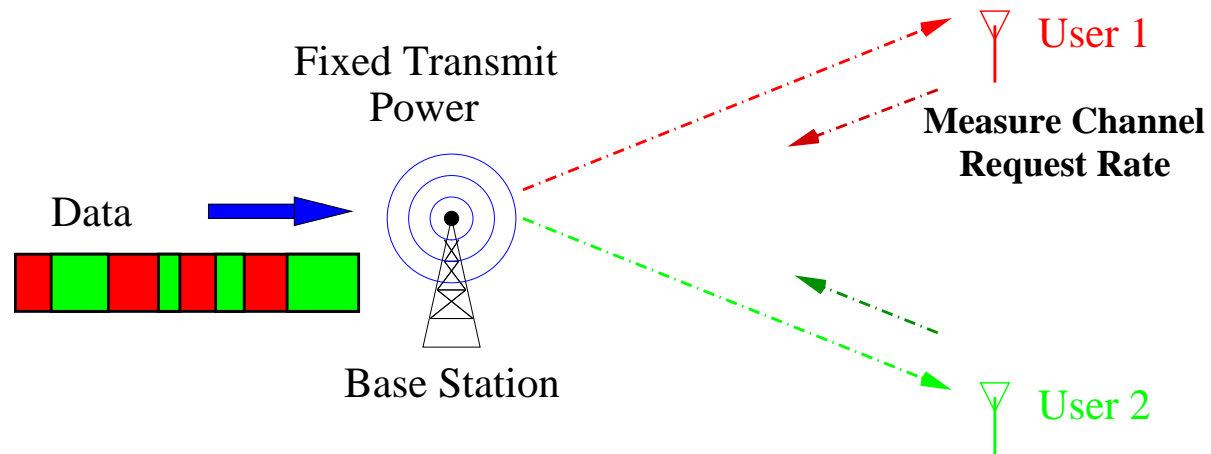 Fixed Transmit
Power
User 1
Measure Channel
Request Rate
Data
Base Station
User 2